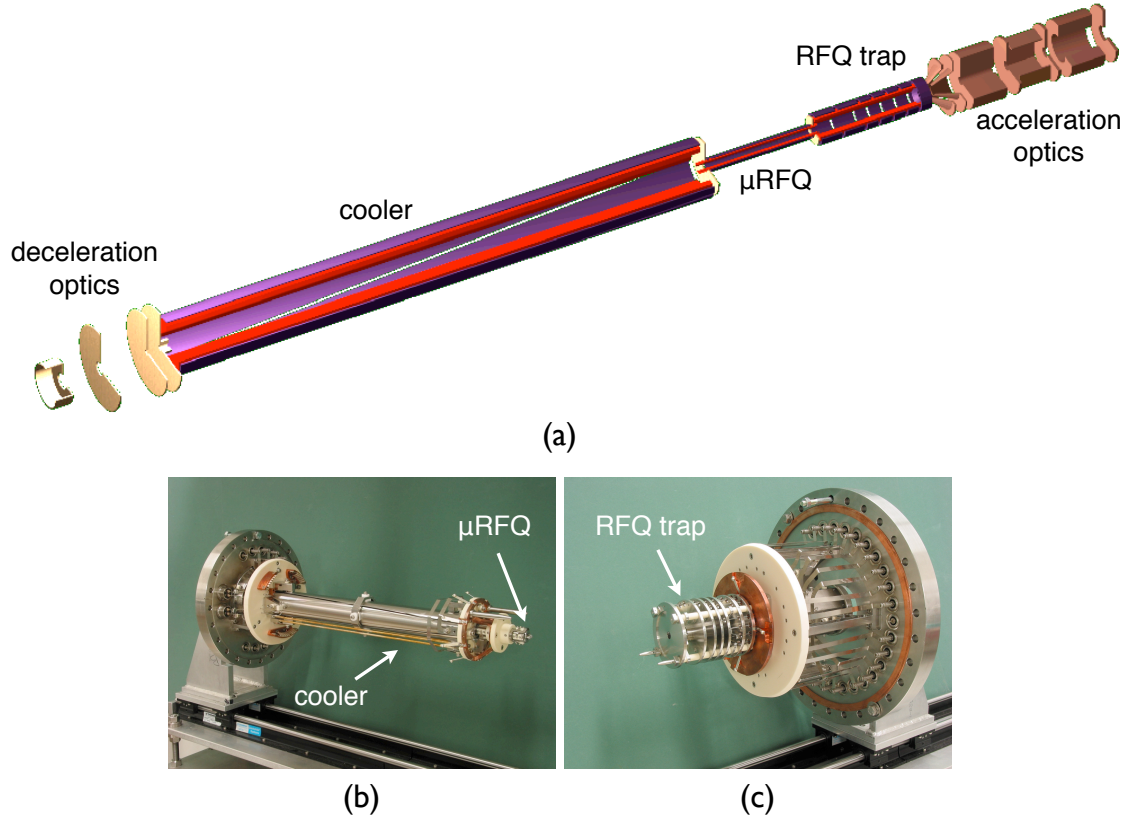 RFQ trap
acceleration
optics
µRFQ
cooler
deceleration
optics
(a)
µRFQ
cooler
(b)
RFQ trap
(c)